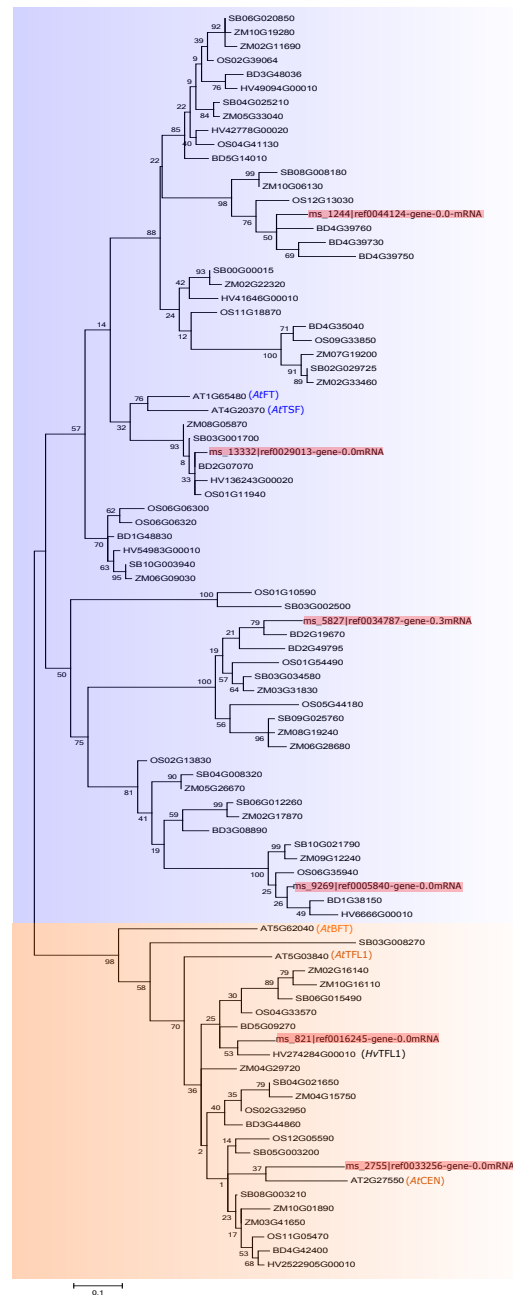 SB06G020850
92
ZM10G19280
39
ZM02G11690
9
OS02G39064
BD3G48036
9
76
HV49094G00010
SB04G025210
22
84
ZM05G33040
85
HV42778G00020
40
OS04G41130
22
BD5G14010
SB08G008180
99
ZM10G06130
98
OS12G13030
76
ms_1244|ref0044124-gene-0.0-mRNA
50
BD4G39760
BD4G39730
69
BD4G39750
88
SB00G00015
93
42
ZM02G22320
HV41646G00010
24
OS11G18870
12
BD4G35040
71
OS09G33850
100
ZM07G19200
91
SB02G029725
89
ZM02G33460
14
AT1G65480 (AtFT)
76
AT4G20370 (AtTSF)
32
ZM08G05870
SB03G001700
93
ms_13332|ref0029013-gene-0.0mRNA
8
BD2G07070
33
HV136243G00020
OS01G11940
57
OS06G06300
62
OS06G06320
70
BD1G48830
HV54983G00010
63
SB10G003940
95
ZM06G09030
OS01G10590
100
SB03G002500
50
ms_5827|ref0034787-gene-0.3mRNA
79
21
BD2G19670
19
BD2G49795
57
OS01G54490
SB03G034580
64
ZM03G31830
100
OS05G44180
56
SB09G025760
ZM08G19240
96
ZM06G28680
75
OS02G13830
SB04G008320
90
81
ZM05G26670
41
SB06G012260
99
59
ZM02G17870
BD3G08890
19
SB10G021790
99
ZM09G12240
100
OS06G35940
25
ms_9269|ref0005840-gene-0.0mRNA
26
BD1G38150
49
HV6666G00010
AT5G62040 (AtBFT)
98
SB03G008270
58
AT5G03840 (AtTFL1)
70
ZM02G16140
79
89
ZM10G16110
30
SB06G015490
25
OS04G33570
BD5G09270
ms_821|ref0016245-gene-0.0mRNA
53
HV274284G00010 (HvTFL1)
36
ZM04G29720
SB04G021650
79
35
ZM04G15750
40
OS02G32950
BD3G44860
2
OS12G05590
14
SB05G003200
ms_2755|ref0033256-gene-0.0mRNA
37
1
AT2G27550 (AtCEN)
SB08G003210
23
ZM10G01890
17
ZM03G41650
OS11G05470
53
BD4G42400
68
HV2522905G00010
0.1